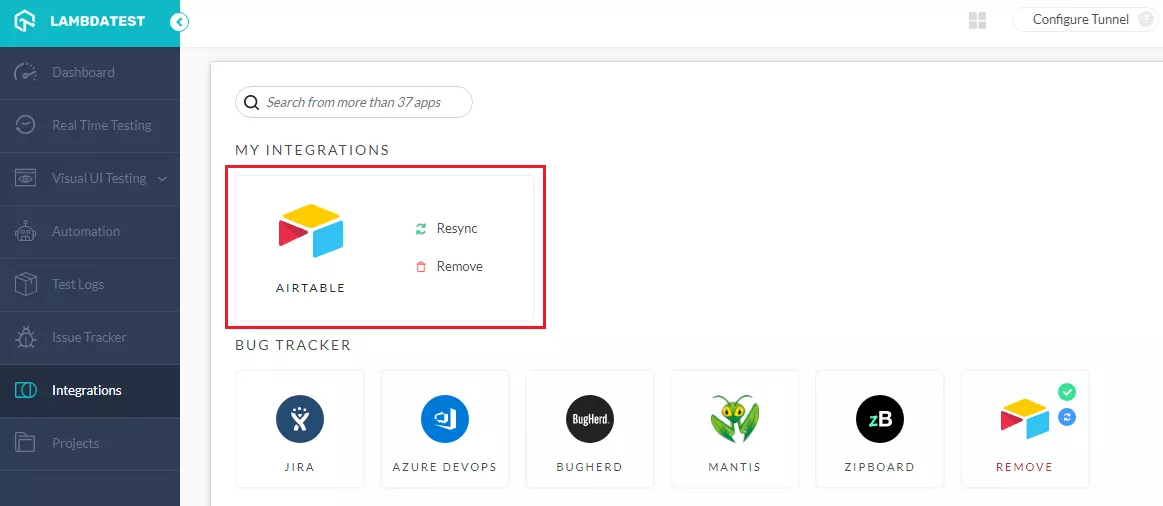 LAMBDATEST
Configure Tunnel ?
Dashboard
Real Time Testing
Visual UI Testing
Automation
Test Logs
Issue Tracker
Integrations
Projects
Search from more than 37 apps
MY INTEGRATIONS
AIRTABLE
Resync
Remove
BUG TRACKER
JIRA
AZURE DEVOPS
BugHerd.
BUGHERD
MANTIS
zB
ZIPBOARD
REMOVE